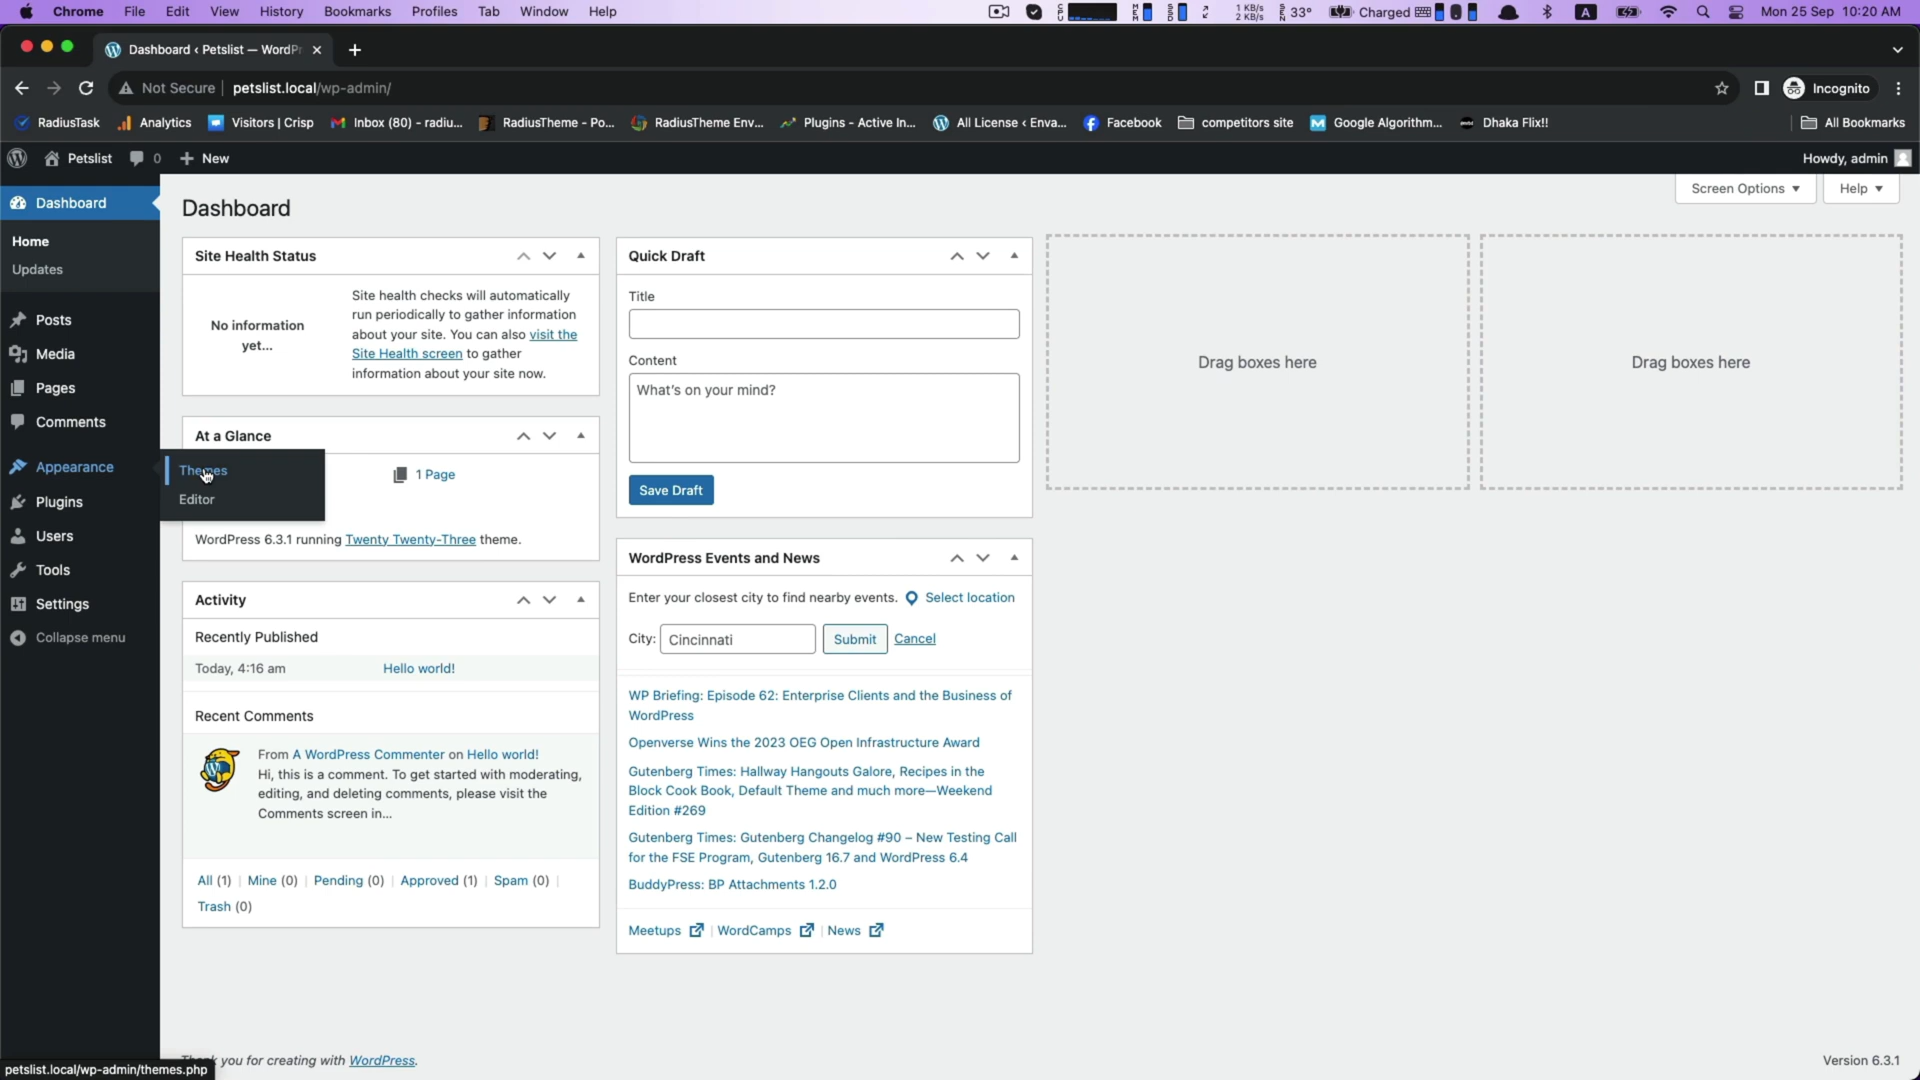 Chrome File Edit View History Bookmarks Profiles Tab Window Help
1 KB/s
2 KB/s
33° Charged A Mon 25 Sep 10:20 AM
Dashboard ‹ Petslist — WordPr
Not Secure petslist.local/wp-admin/ Incognito
RadiusTask Analytics Visitors | Crisp Inbox (80) - radiu... RadiusTheme - Po... RadiusTheme Env... Plugins - Active In... All License ‹ Enva... Facebook competitors site Google Algorithm... Dhaka Flix!! All Bookmarks
Petslist 0 New Howdy, admin
Screen Options Help
Dashboard
Home
Updates
Posts
Media
Pages
Comments
Appearance
Themes
Editor
Plugins
Users
Tools
Settings
Collapse menu
Dashboard
Site Health Status
No information
yet...
Site health checks will automatically
run periodically to gather information
about your site. You can also visit the
Site Health screen to gather
information about your site now.
At a Glance
1 Page
WordPress 6.3.1 running Twenty Twenty-Three theme.
Activity
Recently Published
Today, 4:16 am Hello world!
Recent Comments
From A WordPress Commenter on Hello world!
Hi, this is a comment. To get started with moderating,
editing, and deleting comments, please visit the
Comments screen in...
All (1) | Mine (0) | Pending (0) | Approved (1) | Spam (0) |
Trash (0)
Quick Draft
Title
Content
What's on your mind?
Save Draft
WordPress Events and News
Enter your closest city to find nearby events. Select location
City: Cincinnati Submit Cancel
WP Briefing: Episode 62: Enterprise Clients and the Business of
WordPress
Openverse Wins the 2023 OEG Open Infrastructure Award
Gutenberg Times: Hallway Hangouts Galore, Recipes in the
Block Cook Book, Default Theme and much more—Weekend
Edition #269
Gutenberg Times: Gutenberg Changelog #90 – New Testing Call
for the FSE Program, Gutenberg 16.7 and WordPress 6.4
BuddyPress: BP Attachments 1.2.0
Meetups | WordCamps | News
Drag boxes here
Drag boxes here
you for creating with WordPress.
Version 6.3.1
petslist.local/wp-admin/themes.php